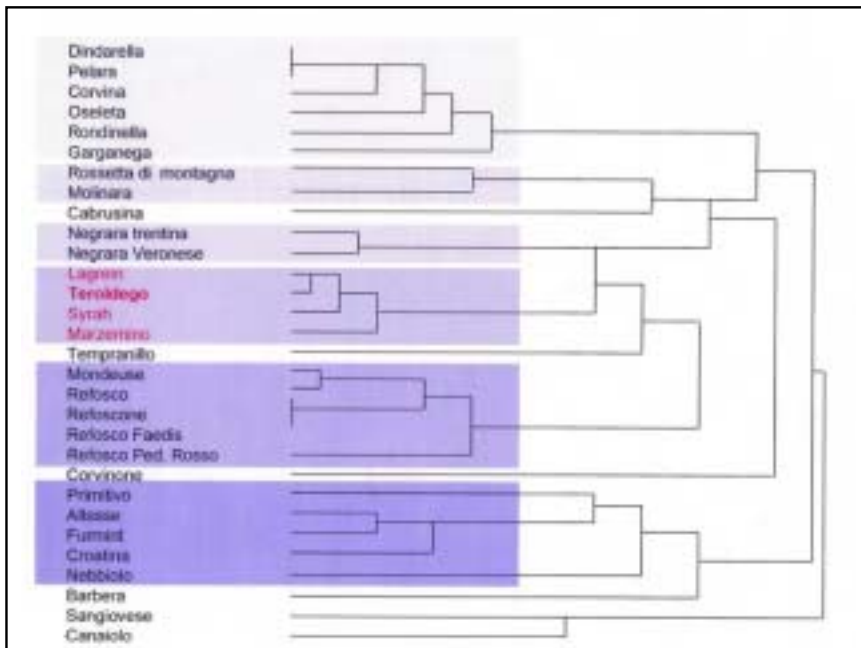 Dindarella
Pelara
Corvina
Oseleta
Rondinella
Garganega
Rossetta di montagna
Molinara
Cabrusina
Negrara trentina
Negrara Veronese
Lagrein
Teroldego
Syrah
Marzemino
Tempranillo
Mondeuse
Refosco
Refoscone
Refosco Faedis
Refosco Ped. Rosso
Corvinone
Primitivo
Altesse
Furmint
Croatina
Nebbiolo
Barbera
Sangiovese
Canaiolo